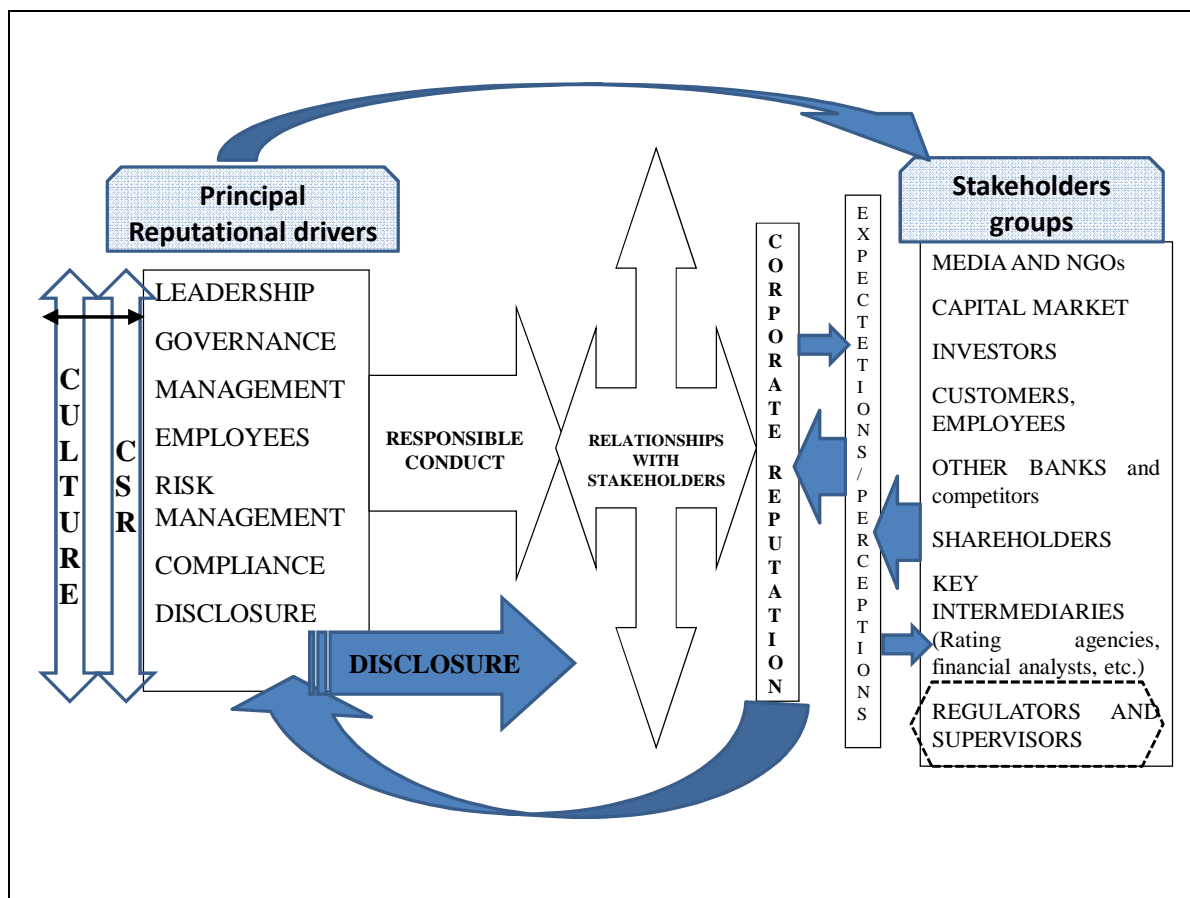 Principal
Reputational drivers
Stakeholders
groups
CULTURE
CSR
LEADERSHIP
GOVERNANCE
MANAGEMENT
EMPLOYEES
RISK
MANAGEMENT
COMPLIANCE
DISCLOSURE
RESPONSIBLE
CONDUCT
DISCLOSURE
RELATIONSHIPS
WITH
STAKEHOLDERS
CORPORATE REPUTATION
EXPECTETIONS/PERCEPTIONS
MEDIA AND NGOs
CAPITAL MARKET
INVESTORS
CUSTOMERS,
EMPLOYEES
OTHER BANKS and
competitors
SHAREHOLDERS
KEY
INTERMEDIARIES
(Rating agencies,
financial analysts, etc.)
REGULATORS AND
SUPERVISORS